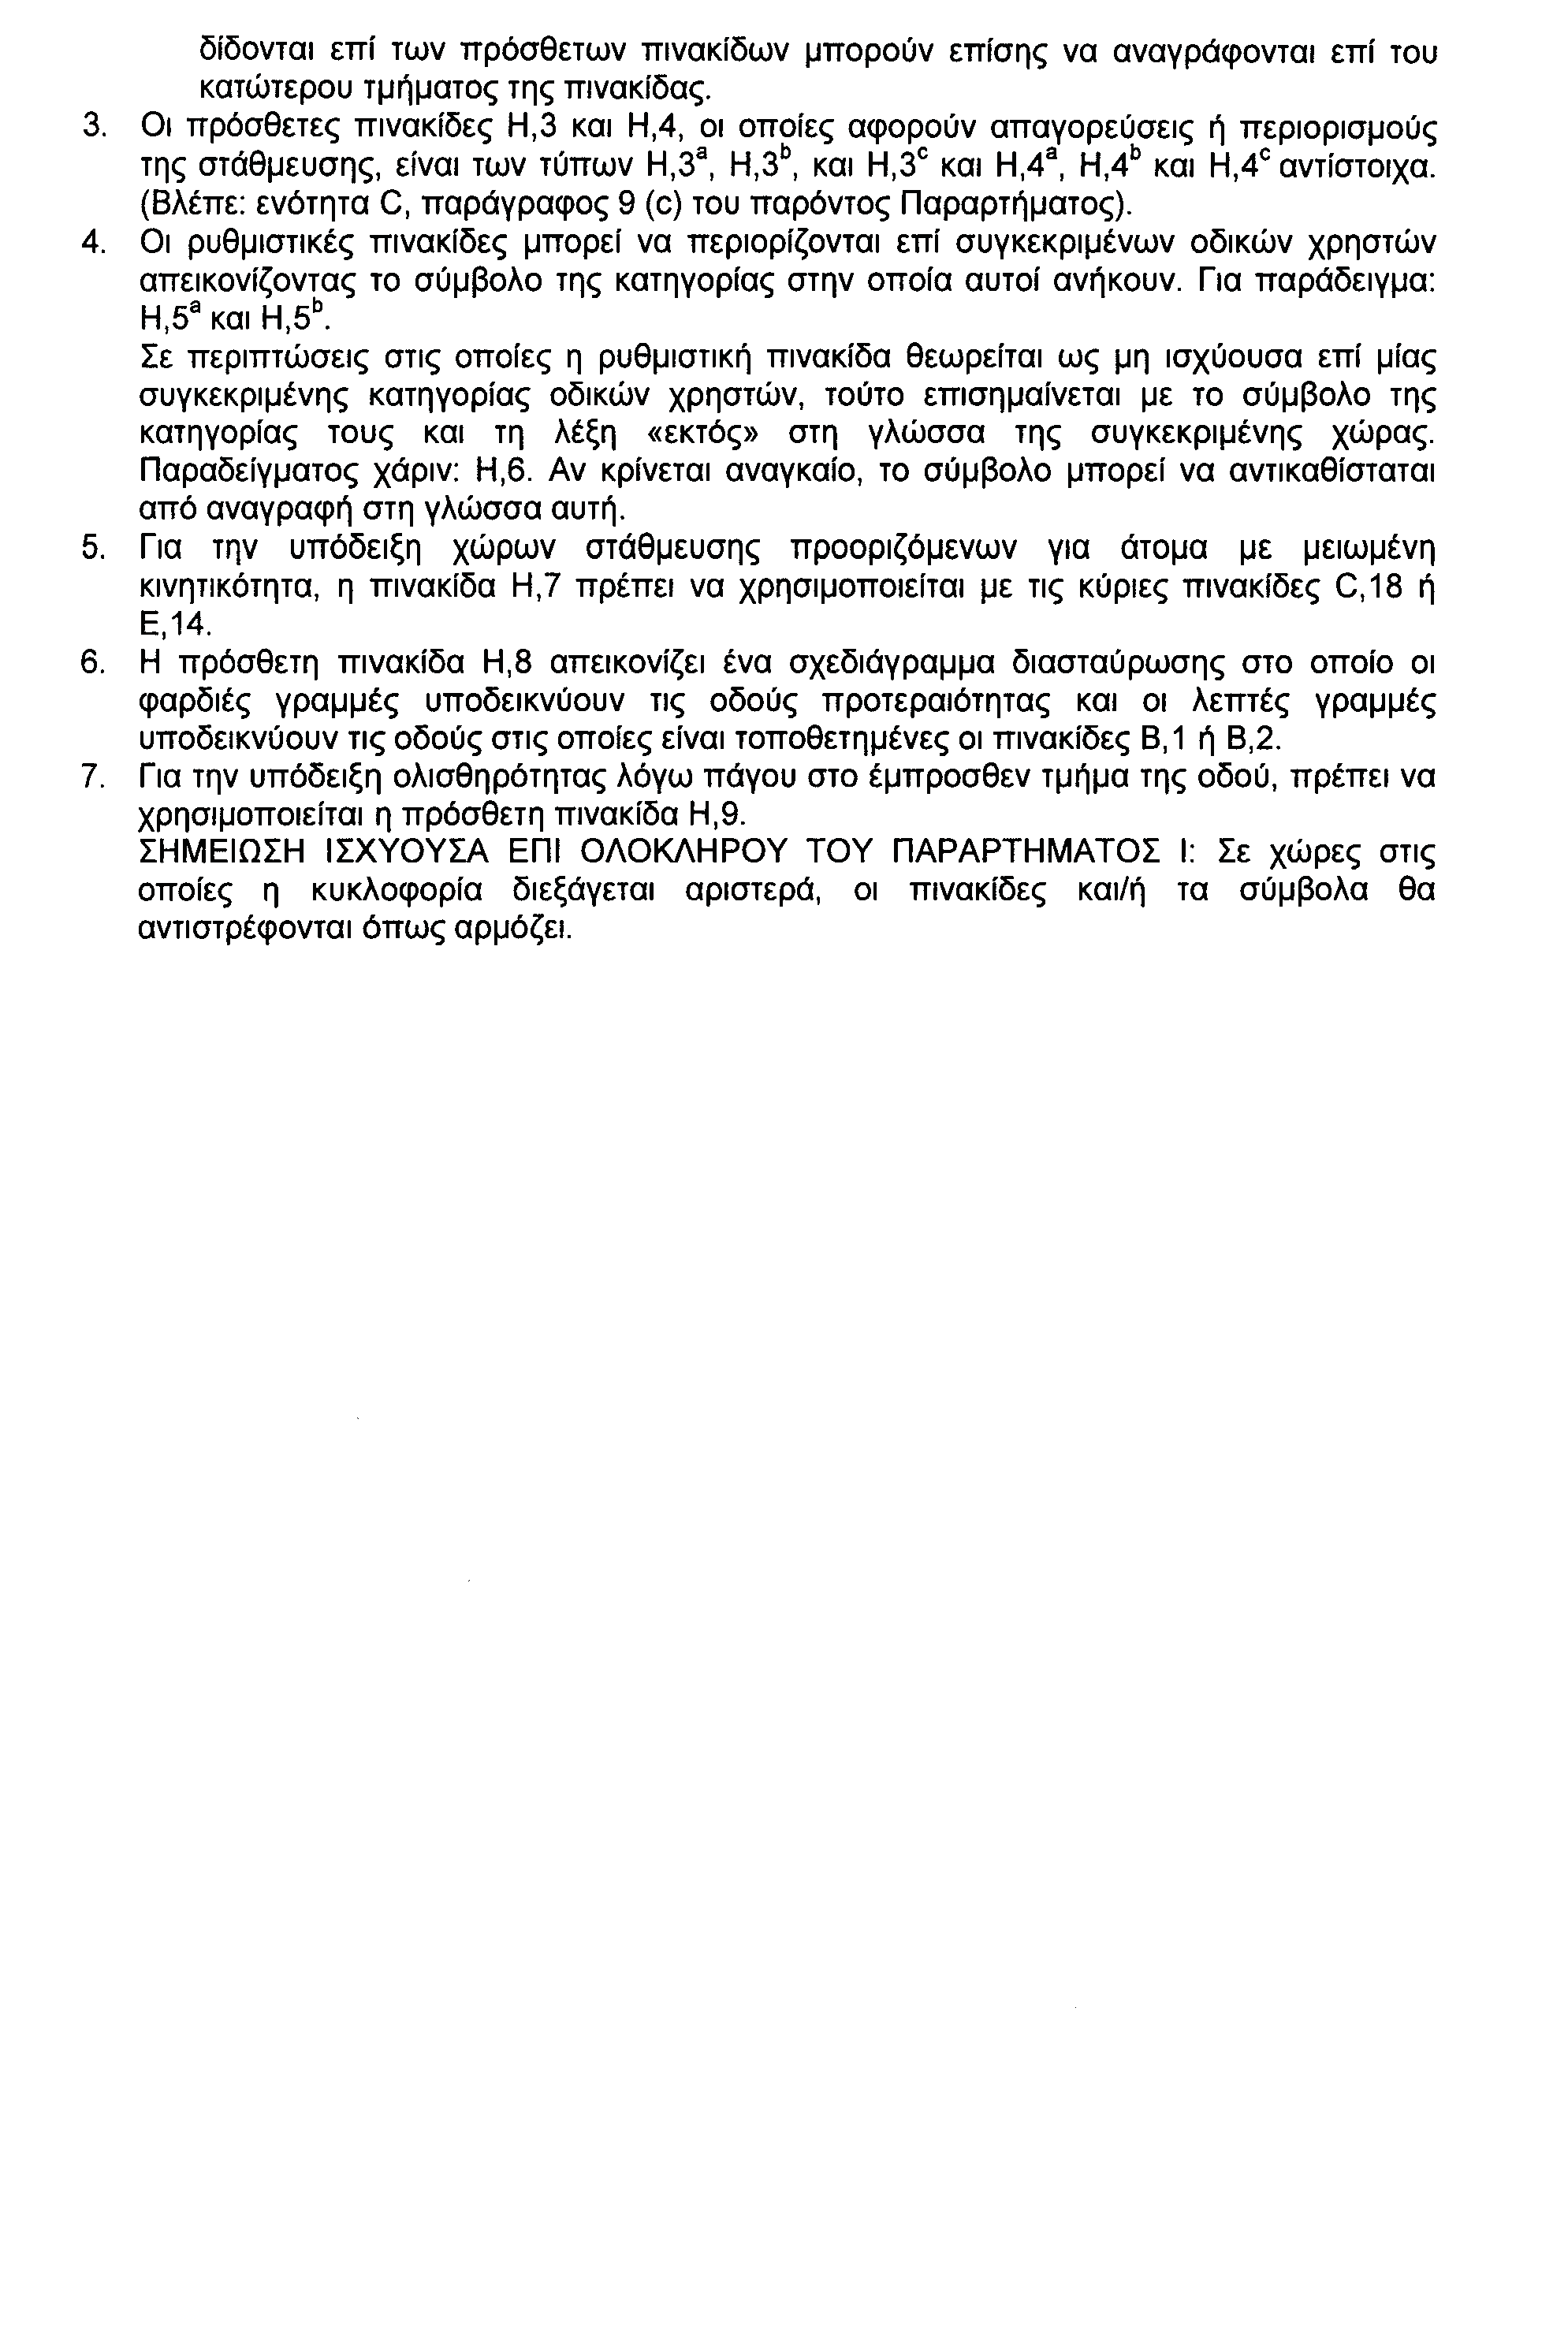 δίδονται επί των πρόσθετων πινακίδων μπορούν επίσης να αναγράφονται επί του
κατώτερου τμήματος της πινακίδας.
3. Οι πρόσθετες πινακίδες Η,3 και Η,4, οι οποίες αφορούν απαγορεύσεις ή περιορισμούς
της στάθμευσης, είναι των τύπων Η,3ᵃ, Η,3ᵇ, και Η,3ᶜ και Η,4ᵃ, Η,4ᵇ και Η,4ᶜ αντίστοιχα.
(Βλέπε: ενότητα C, παράγραφος 9 (c) του παρόντος Παραρτήματος).
4. Οι ρυθμιστικές πινακίδες μπορεί να περιορίζονται επί συγκεκριμένων οδικών χρηστών
απεικονίζοντας το σύμβολο της κατηγορίας στην οποία αυτοί ανήκουν. Για παράδειγμα:
Η,5ᵃ και Η,5ᵇ.
Σε περιπτώσεις στις οποίες η ρυθμιστική πινακίδα θεωρείται ως μη ισχύουσα επί μίας
συγκεκριμένης κατηγορίας οδικών χρηστών, τούτο επισημαίνεται με το σύμβολο της
κατηγορίας τους και τη λέξη «εκτός» στη γλώσσα της συγκεκριμένης χώρας.
Παραδείγματος χάριν: Η,6. Αν κρίνεται αναγκαίο, το σύμβολο μπορεί να αντικαθίσταται
από αναγραφή στη γλώσσα αυτή.
5. Για την υπόδειξη χώρων στάθμευσης προοριζόμενων για άτομα με μειωμένη
κινητικότητα, η πινακίδα Η,7 πρέπει να χρησιμοποιείται με τις κύριες πινακίδες C,18 ή
Ε,14.
6. Η πρόσθετη πινακίδα Η,8 απεικονίζει ένα σχεδιάγραμμα διασταύρωσης στο οποίο οι
φαρδιές γραμμές υποδεικνύουν τις οδούς προτεραιότητας και οι λεπτές γραμμές
υποδεικνύουν τις οδούς στις οποίες είναι τοποθετημένες οι πινακίδες Β,1 ή Β,2.
7. Για την υπόδειξη ολισθηρότητας λόγω πάγου στο έμπροσθεν τμήμα της οδού, πρέπει να
χρησιμοποιείται η πρόσθετη πινακίδα Η,9.
ΣΗΜΕΙΩΣΗ ΙΣΧΥΟΥΣΑ ΕΠΙ ΟΛΟΚΛΗΡΟΥ ΤΟΥ ΠΑΡΑΡΤΗΜΑΤΟΣ Ι: Σε χώρες στις
οποίες η κυκλοφορία διεξάγεται αριστερά, οι πινακίδες και/ή τα σύμβολα θα
αντιστρέφονται όπως αρμόζει.